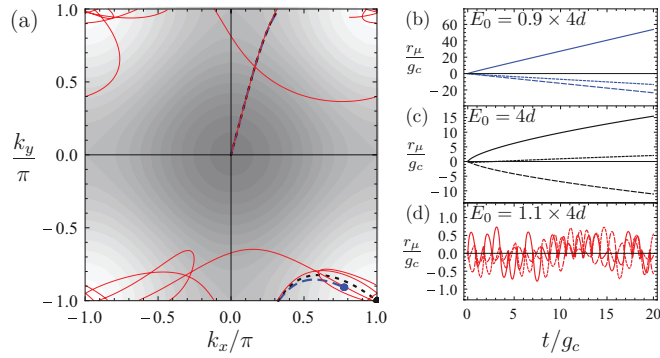 (a)
1.0
0.5
0.0
−0.5
−1.0
k_y/π
−1.0 −0.5 0.0 0.5 1.0
k_x/π
(b) E_0 = 0.9 × 4d
r_μ/g_c
60
40
20
0
−20
(c) E_0 = 4d
r_μ/g_c
15
10
5
0
−5
−10
(d) E_0 = 1.1 × 4d
r_μ/g_c
1.0
0.5
0.0
−0.5
−1.0
0 5 10 15 20
t/g_c